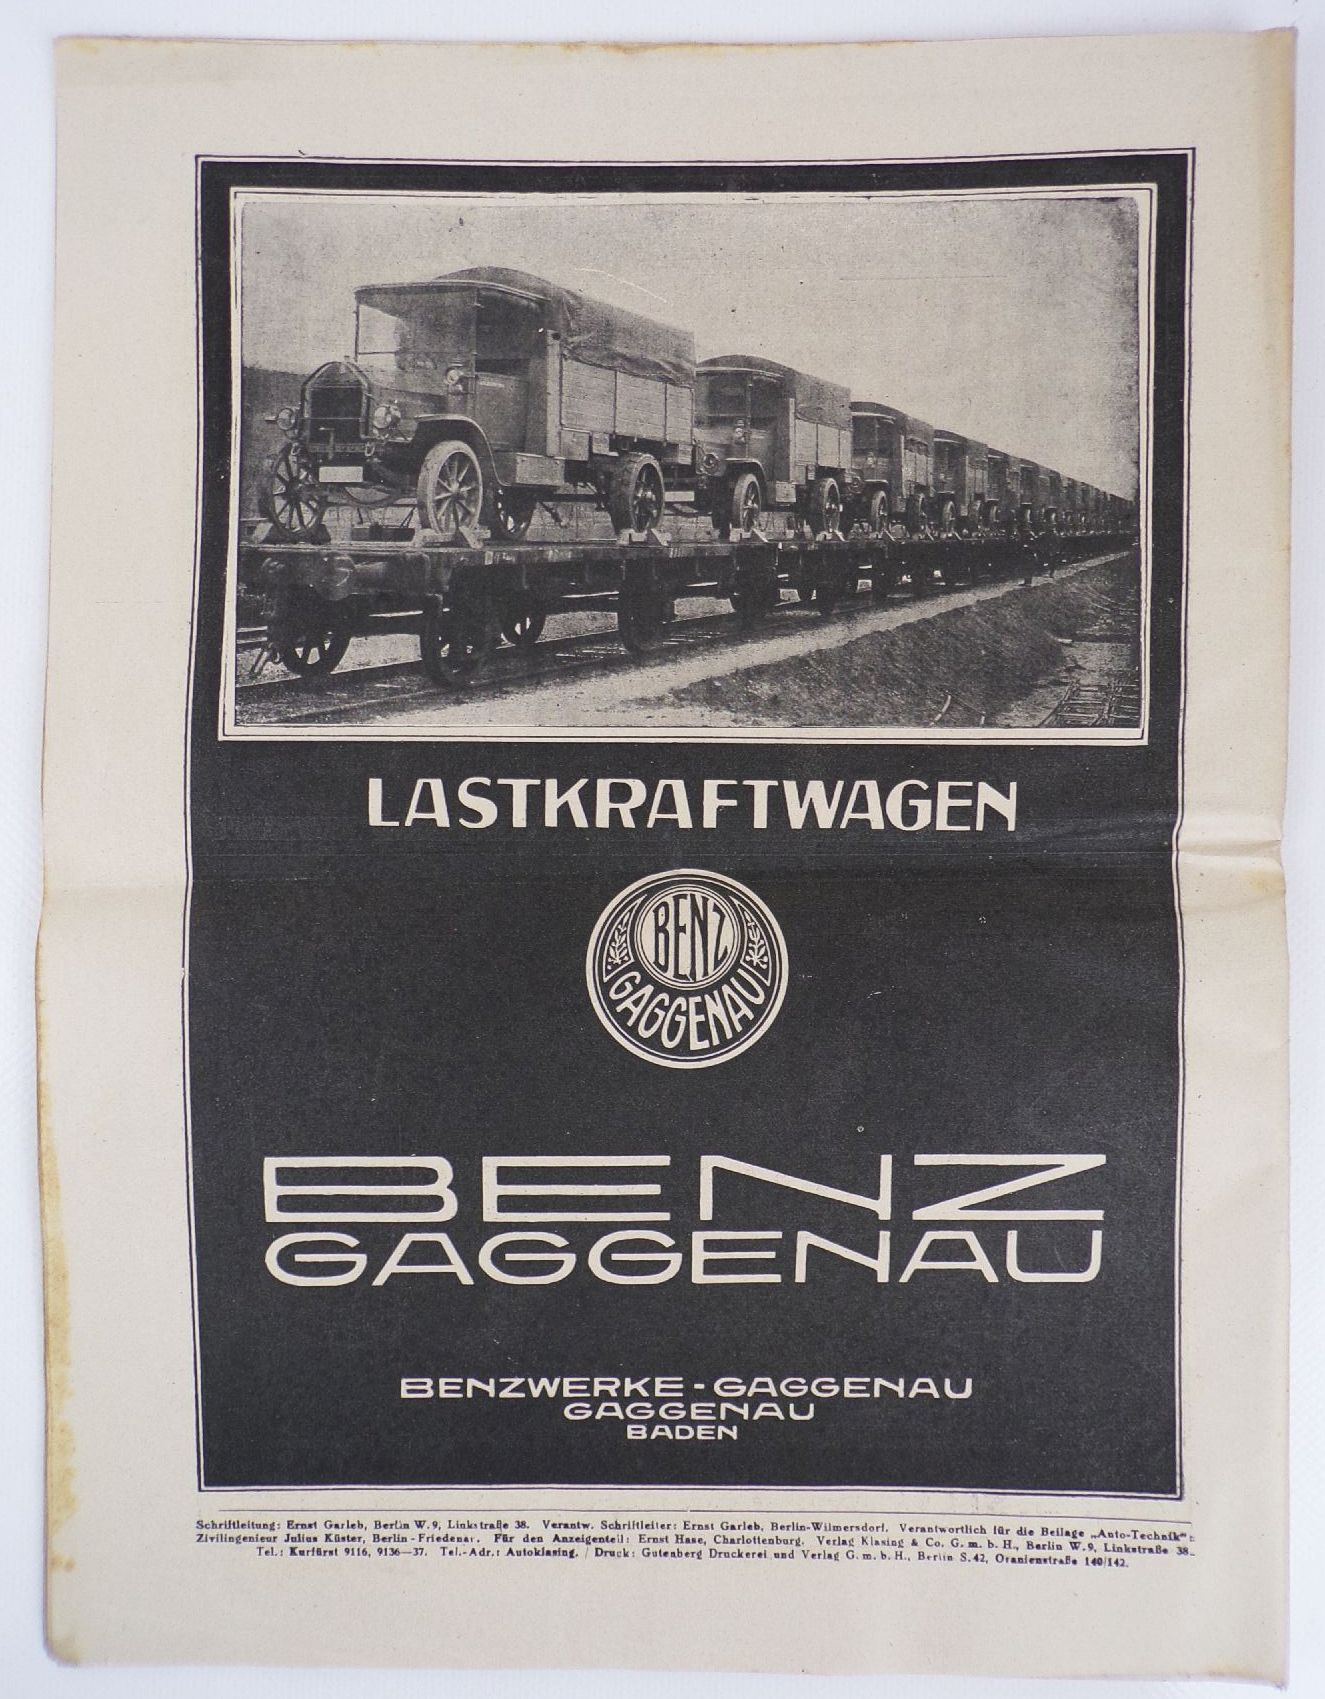 LASTKRAFTWAGEN
BENZ
GAGGENAU
BENZ
GAGGENAU
BENZWERKE-GAGGENAU
GAGGENAU
BADEN
Schriftleitung: Ernst Garleb, Berlin W. 9, Linkstraße 38. Verantw. Schriftleiter: Ernst Garleb, Berlin-Wilmersdorf. Verantwortlich für die Beilage „Auto-Technik":
Zivilingenieur Julius Küster, Berlin-Friedenau. Für den Anzeigenteil: Ernst Hase, Charlottenburg. Verlag Klasing & Co. G. m. b. H., Berlin W. 9, Linkstraße 38.
Tel.: Kurfürst 9116, 9136—37. Tel.-Adr.: Autoklasing. / Druck: Gutenberg Druckerei und Verlag G. m. b. H., Berlin S. 42, Oranienstraße 140/142.